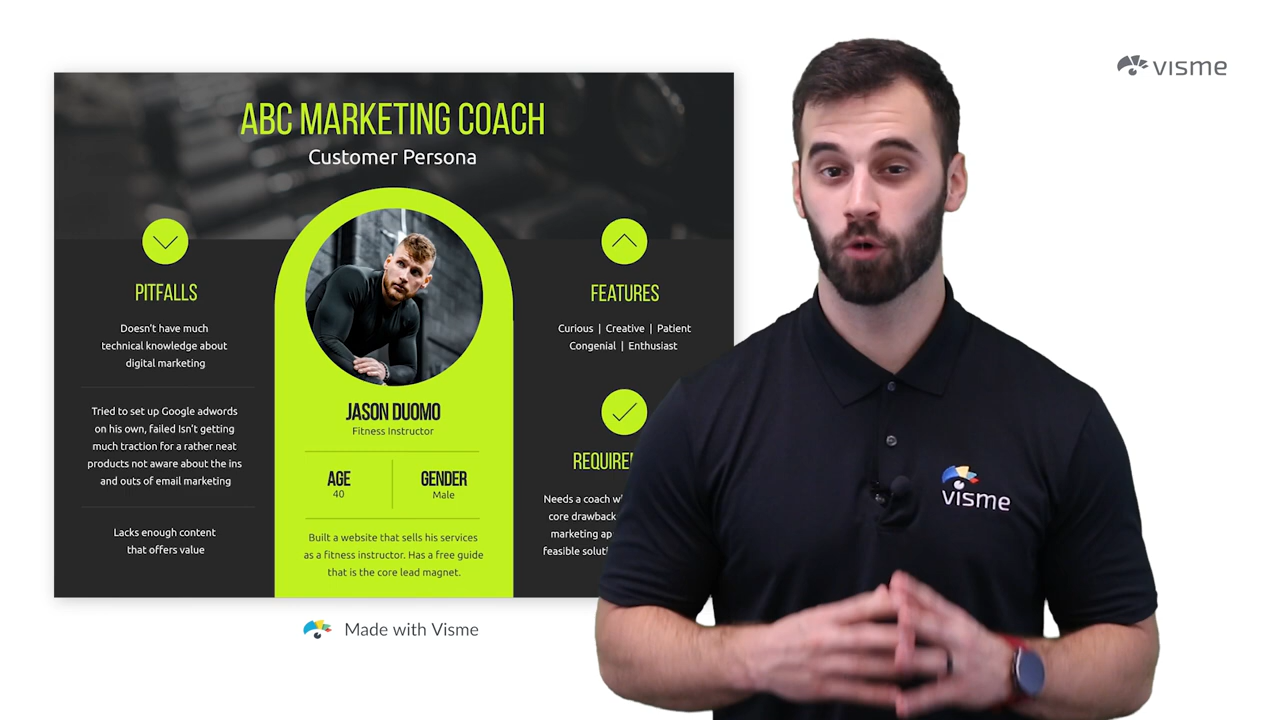 visme
ABC MARKETING COACH
Customer Persona
PITFALLS
Doesn't have much
technical knowledge about
digital marketing
Tried to set up Google adwords
on his own, failed Isn't getting
much traction for a rather neat
products not aware about the ins
and outs of email marketing
Lacks enough content
that offers value
JASON DUOMO
Fitness Instructor
AGE
40
GENDER
Male
Built a website that sells his services
as a fitness instructor. Has a free guide
that is the core lead magnet.
FEATURES
Curious | Creative | Patient
Congenial | Enthusiast
Needs a coach
core drawback
marketing
feasible
visme
Made with Visme